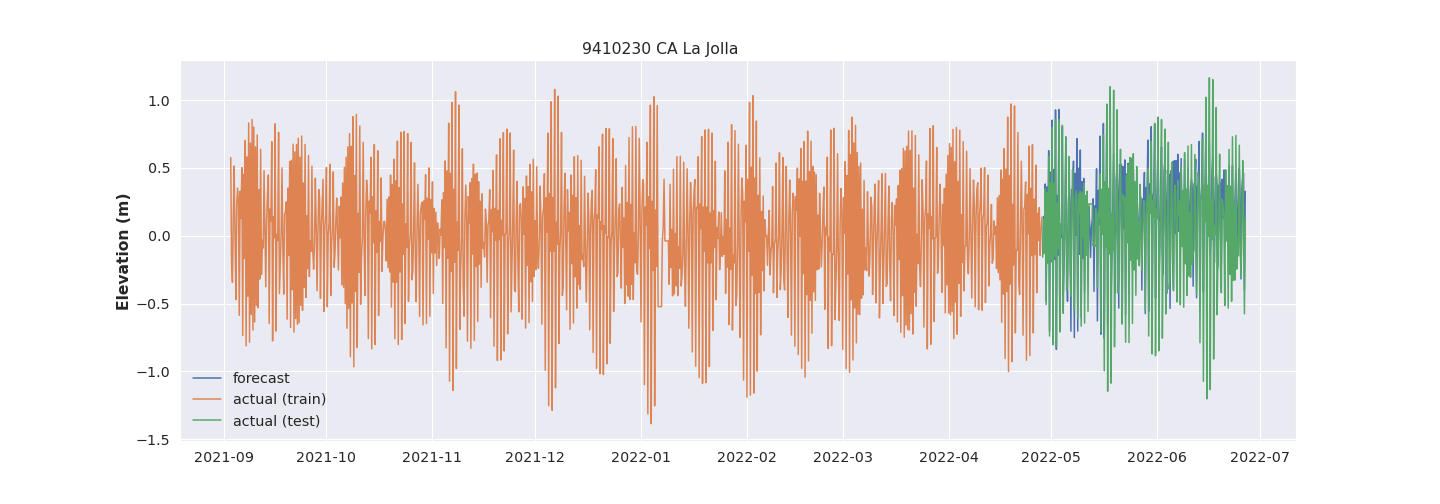 9410230 CA La Jolla
Elevation (m)
1.0
0.5
0.0
−0.5
−1.0
−1.5
forecast
actual (train)
actual (test)
2021-09 2021-10 2021-11 2021-12 2022-01 2022-02 2022-03 2022-04 2022-05 2022-06 2022-07